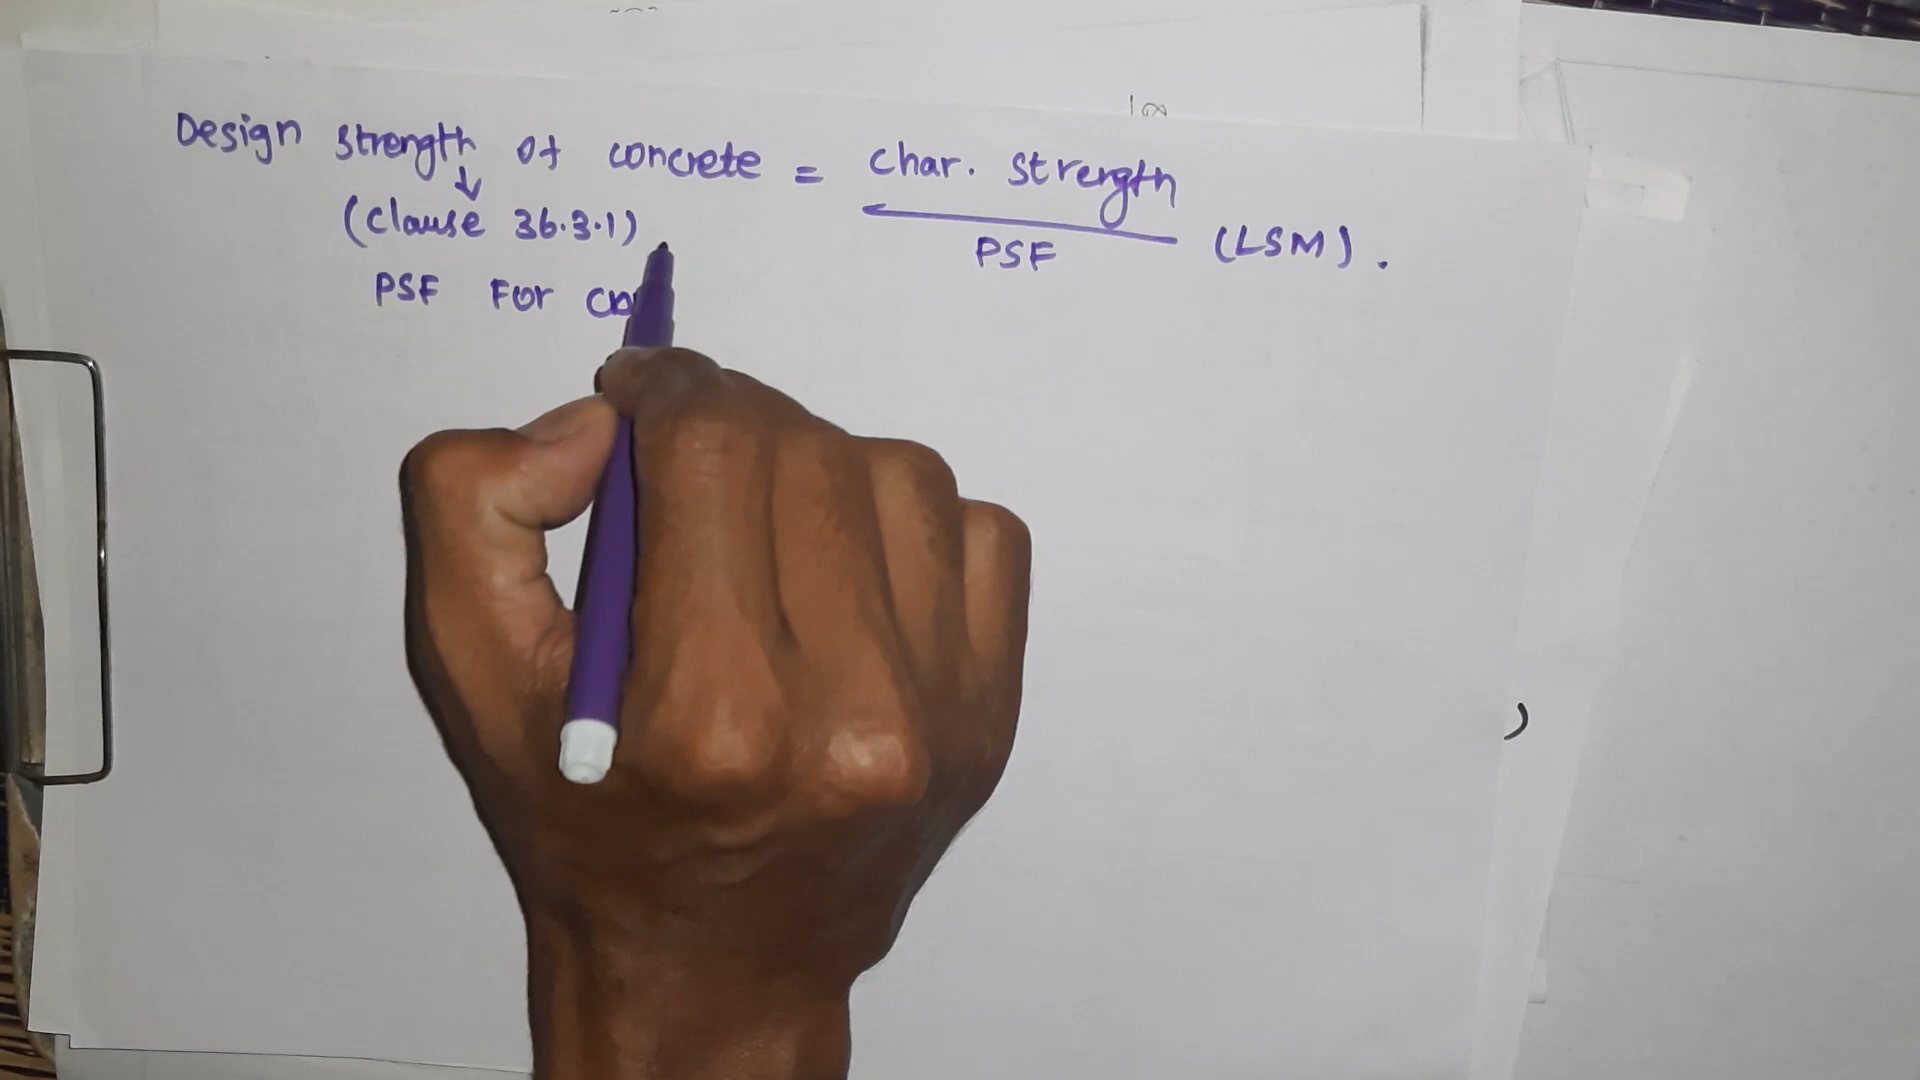 Design strength of concrete = char. strength
PSF (LSM).
(clause 36.3.1)
PSF For